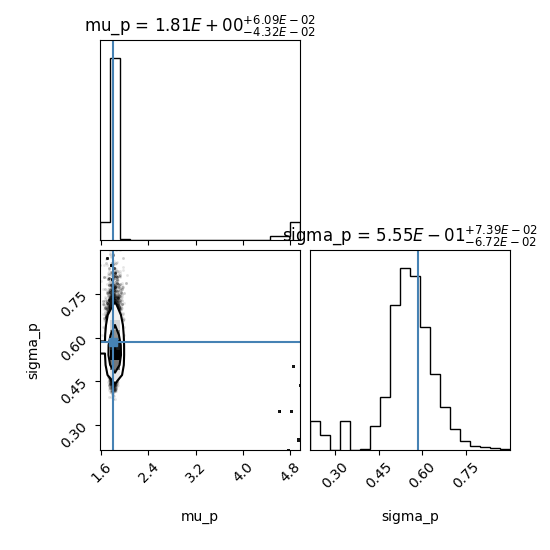 mu_p = 1.81E + 00+6.09E − 02 −4.32E − 02
sigma_p = 5.55E − 01+7.39E − 02 −6.72E − 02
0.75
0.60
0.45
0.30
sigma_p
1.6 2.4 3.2 4.0 4.8
mu_p
0.30 0.45 0.60 0.75
sigma_p